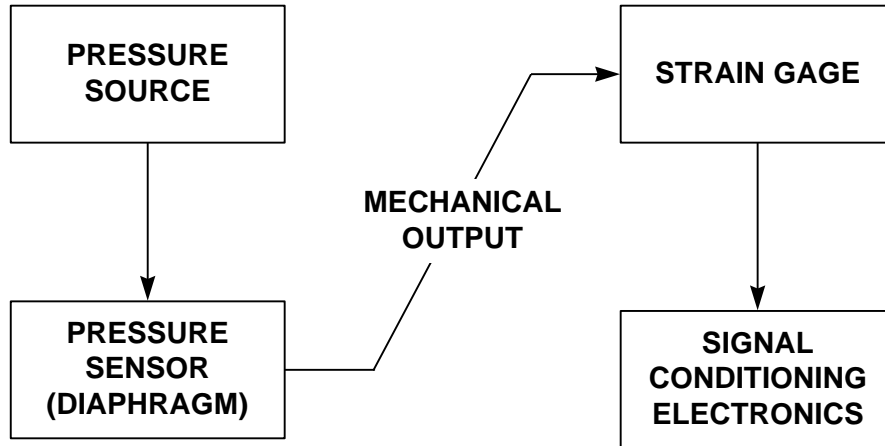 PRESSURE
SOURCE
STRAIN GAGE
MECHANICAL
OUTPUT
PRESSURE
SENSOR
(DIAPHRAGM)
SIGNAL
CONDITIONING
ELECTRONICS